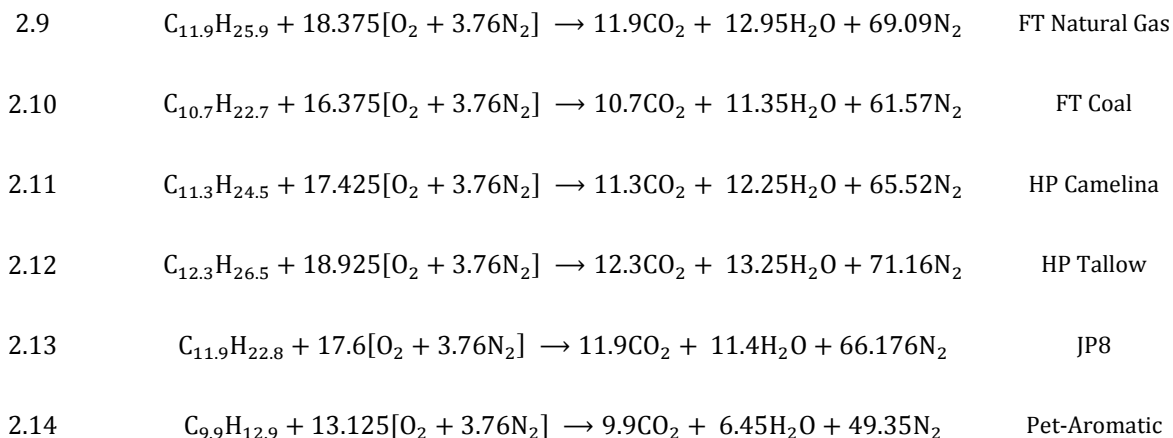 2.9 C₁₁.₉H₂₅.₉ + 18.375[O₂ + 3.76N₂] ⟶ 11.9CO₂ + 12.95H₂O + 69.09N₂ FT Natural Gas
2.10 C₁₀.₇H₂₂.₇ + 16.375[O₂ + 3.76N₂] ⟶ 10.7CO₂ + 11.35H₂O + 61.57N₂ FT Coal
2.11 C₁₁.₃H₂₄.₅ + 17.425[O₂ + 3.76N₂] ⟶ 11.3CO₂ + 12.25H₂O + 65.52N₂ HP Camelina
2.12 C₁₂.₃H₂₆.₅ + 18.925[O₂ + 3.76N₂] ⟶ 12.3CO₂ + 13.25H₂O + 71.16N₂ HP Tallow
2.13 C₁₁.₉H₂₂.₈ + 17.6[O₂ + 3.76N₂] ⟶ 11.9CO₂ + 11.4H₂O + 66.176N₂ JP8
2.14 C₉.₉H₁₂.₉ + 13.125[O₂ + 3.76N₂] ⟶ 9.9CO₂ + 6.45H₂O + 49.35N₂ Pet-Aromatic